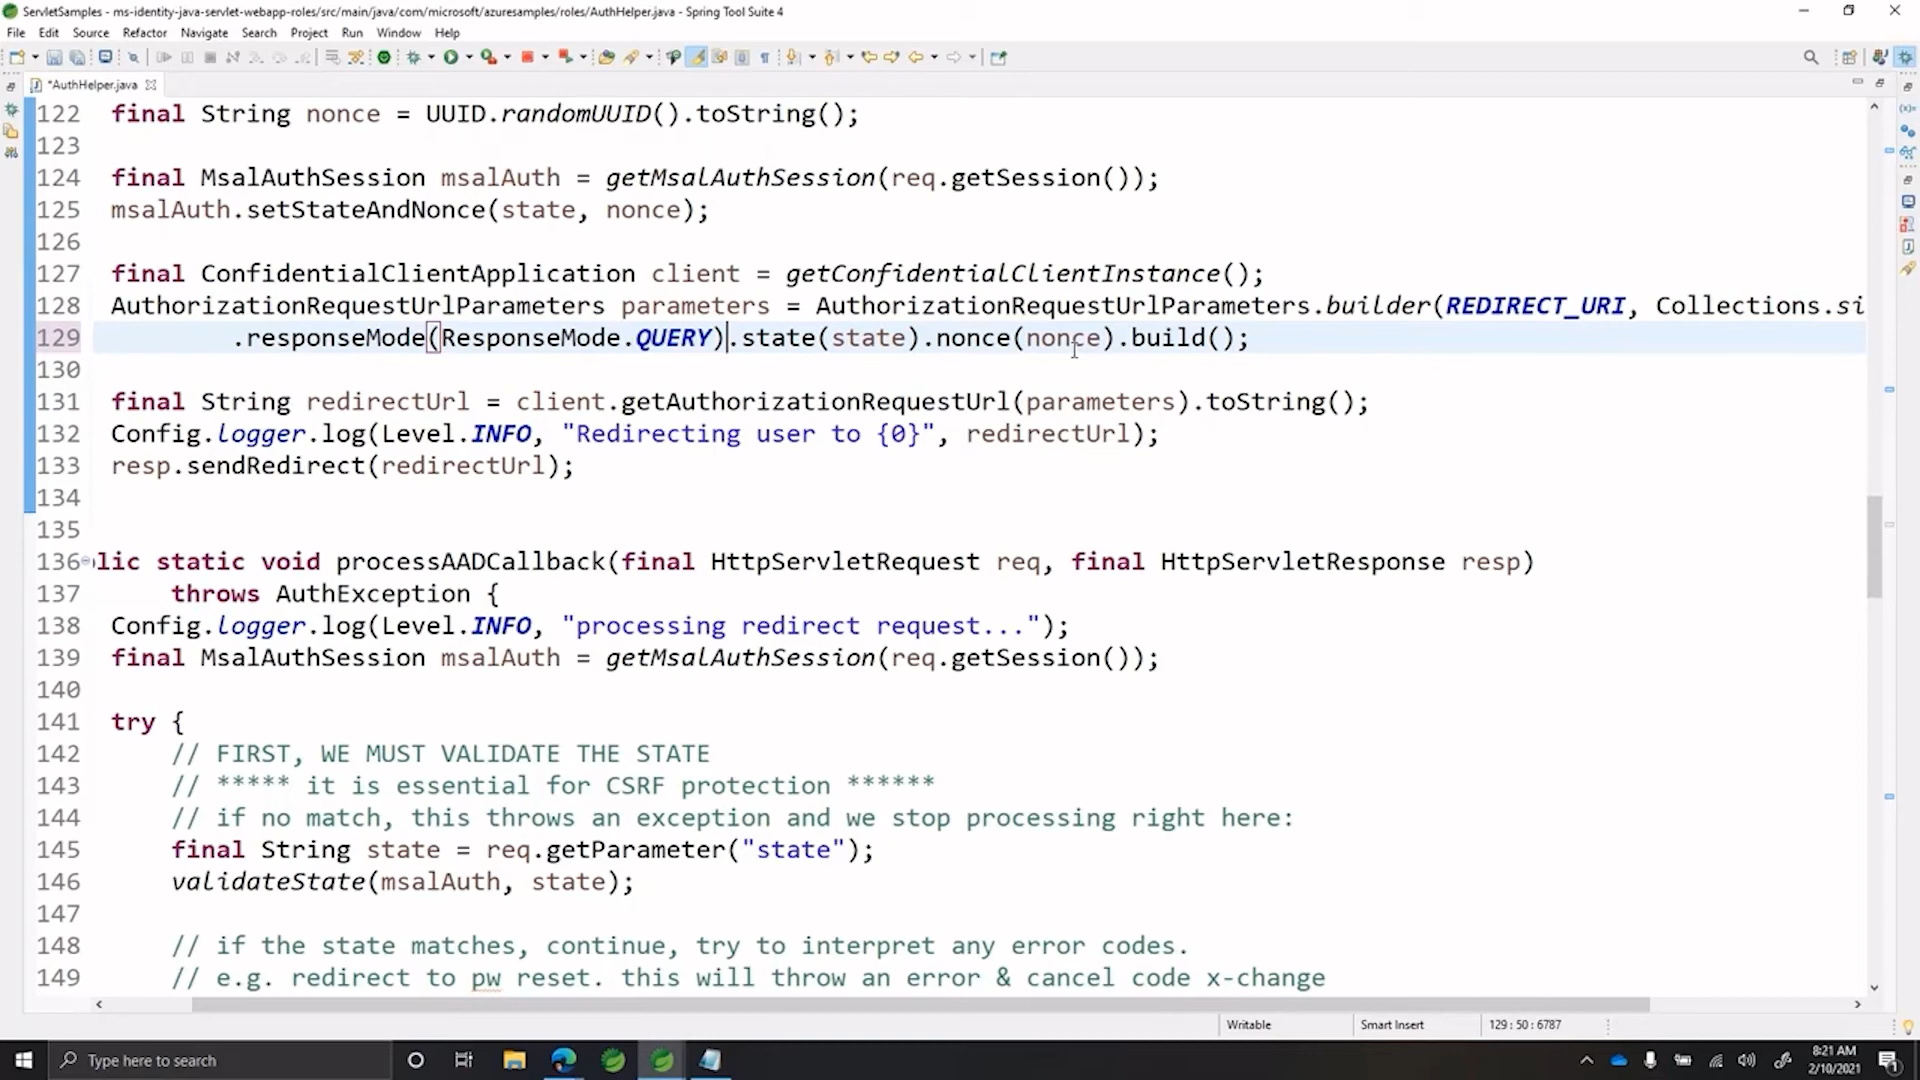 ServletSamples - ms-identity-java-servlet-webapp-roles/src/main/java/com/microsoft/azuresamples/roles/AuthHelper.java - Spring Tool Suite 4
File Edit Source Refactor Navigate Search Project Run Window Help
*AuthHelper.java
122 final String nonce = UUID.randomUUID().toString();
123
124 final MsalAuthSession msalAuth = getMsalAuthSession(req.getSession());
125 msalAuth.setStateAndNonce(state, nonce);
126
127 final ConfidentialClientApplication client = getConfidentialClientInstance();
128 AuthorizationRequestUrlParameters parameters = AuthorizationRequestUrlParameters.builder(REDIRECT_URI, Collections.si
129 .responseMode(ResponseMode.QUERY).state(state).nonce(nonce).build();
130
131 final String redirectUrl = client.getAuthorizationRequestUrl(parameters).toString();
132 Config.logger.log(Level.INFO, "Redirecting user to {0}", redirectUrl);
133 resp.sendRedirect(redirectUrl);
134
135
136 lic static void processAADCallback(final HttpServletRequest req, final HttpServletResponse resp)
137 throws AuthException {
138 Config.logger.log(Level.INFO, "processing redirect request...");
139 final MsalAuthSession msalAuth = getMsalAuthSession(req.getSession());
140
141 try {
142 // FIRST, WE MUST VALIDATE THE STATE
143 // ***** it is essential for CSRF protection ******
144 // if no match, this throws an exception and we stop processing right here:
145 final String state = req.getParameter("state");
146 validateState(msalAuth, state);
147
148 // if the state matches, continue, try to interpret any error codes.
149 // e.g. redirect to pw reset. this will throw an error & cancel code x-change
Writable Smart Insert 129 : 50 : 6787
Type here to search
8:21 AM
2/10/2021
1